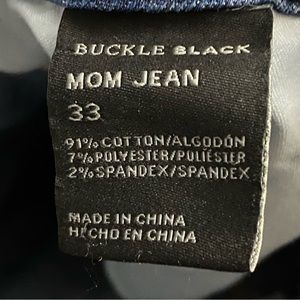 BUCKLE BLACK
MOM JEAN
33
91% COTTON/ALGODÓN
7% POLYESTER/POLIÉSTER
2% SPANDEX/SPANDEX
MADE IN CHINA
HECHO EN CHINA